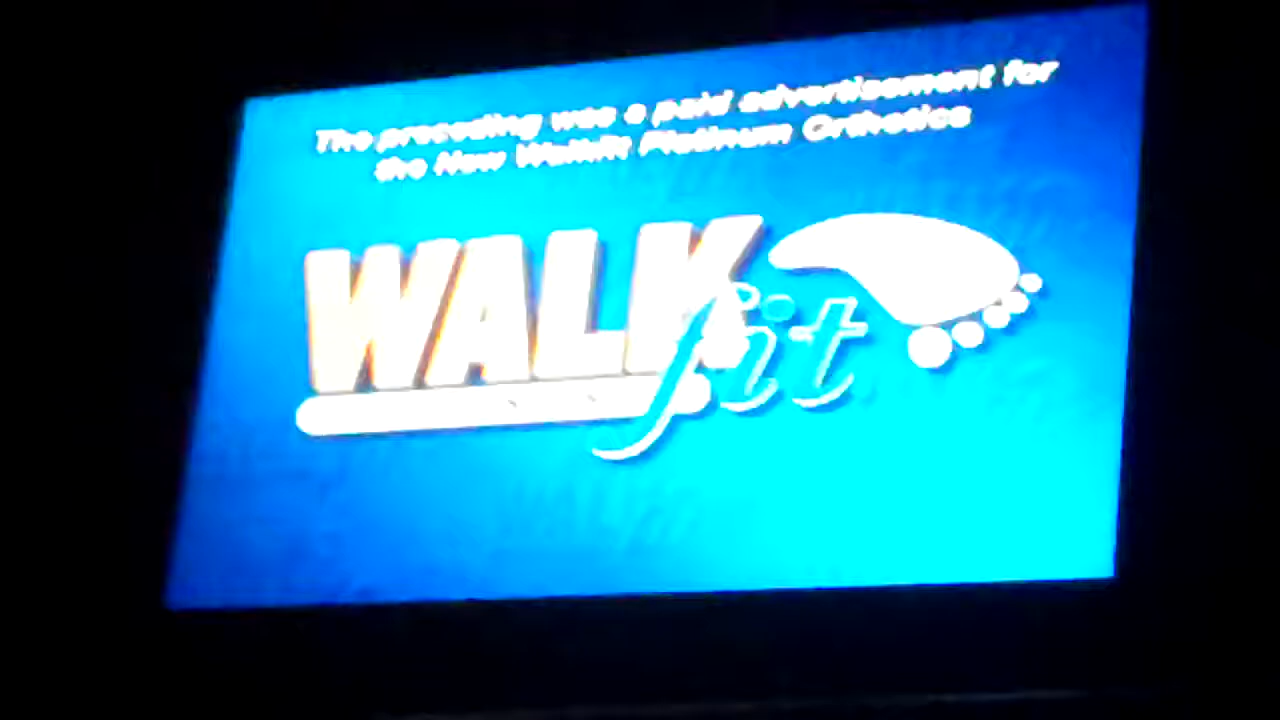 The preceding was a paid advertisement for
the New WalkFit Platinum Orthotics
WALK
fit